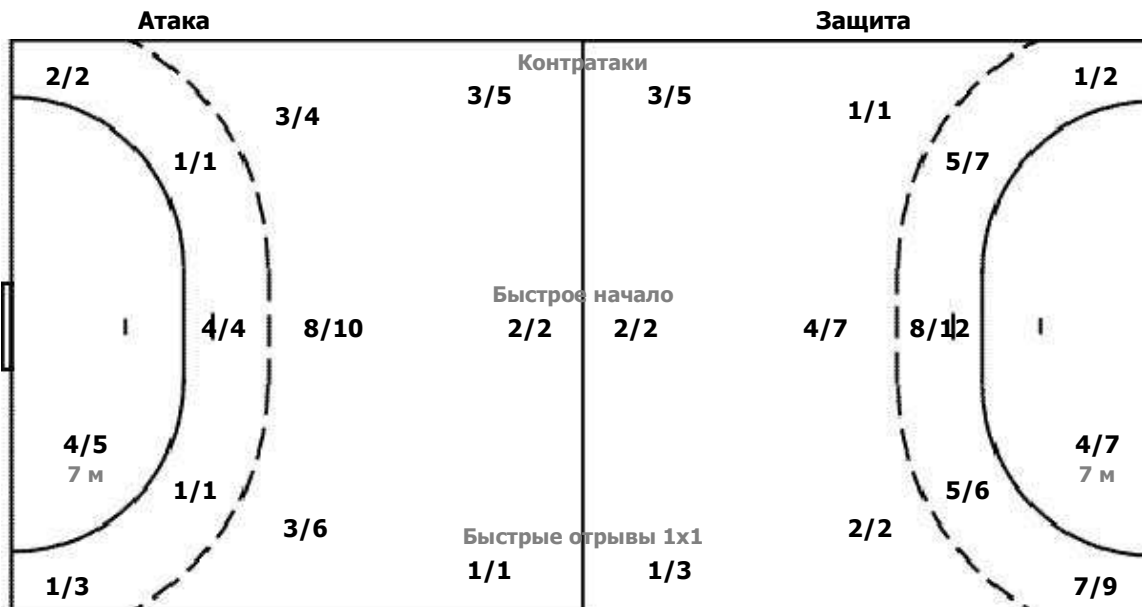 Атака Защита
Контратаки
2/2 3/4 3/5 3/5 1/1 1/2
1/1 5/7
Быстрое начало
4/4 8/10 2/2 2/2 4/7 8/12
4/5 4/7
7 м 7 м
1/1 5/6
3/6 Быстрые отрывы 1x1 2/2
1/3 1/1 1/3 7/9